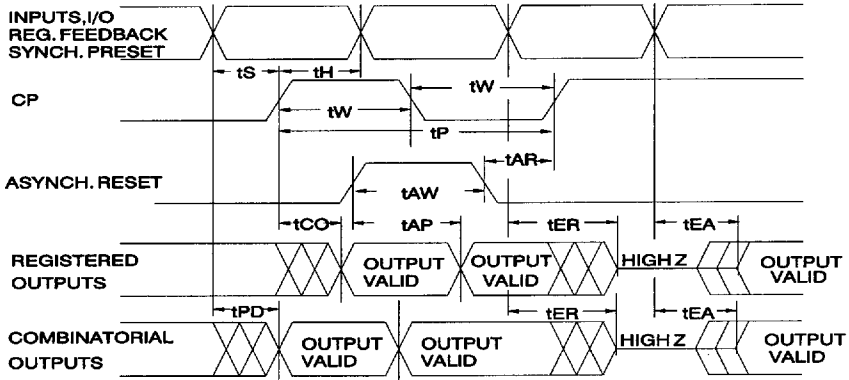 INPUTS,I/O
REG. FEEDBACK
SYNCH. PRESET
tS
tH
CP
tW
tW
tP
tAR
ASYNCH. RESET
tAW
tCO
tAP
tER
tEA
REGISTERED
OUTPUTS
OUTPUT
VALID
OUTPUT
VALID
HIGH Z
OUTPUT
VALID
tPD
tER
tEA
COMBINATORIAL
OUTPUTS
OUTPUT
VALID
OUTPUT
VALID
HIGH Z
OUTPUT
VALID